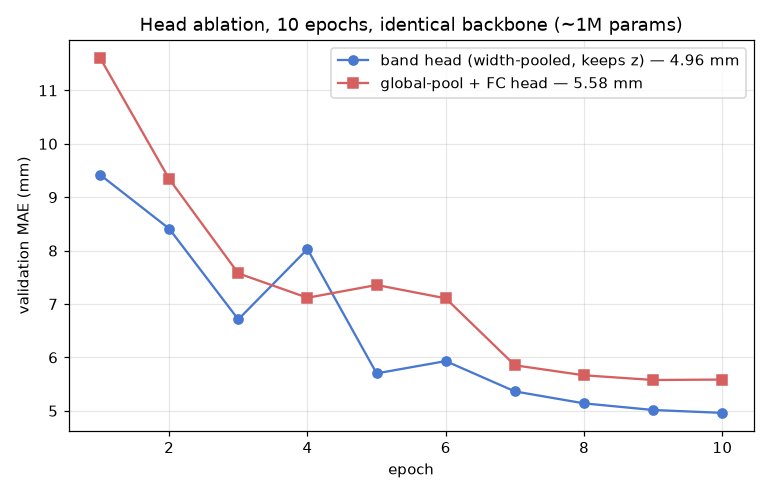 Head ablation, 10 epochs, identical backbone (~1M params)
band head (width-pooled, keeps z) — 4.96 mm
global-pool + FC head — 5.58 mm
validation MAE (mm)
11
10
9
8
7
6
5
2
4
6
8
10
epoch